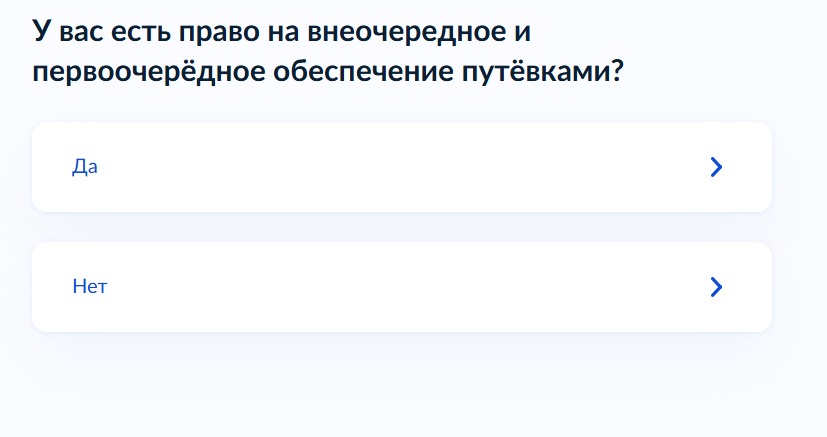 У вас есть право на внеочередное и
первоочерёдное обеспечение путёвками?
Да
Нет